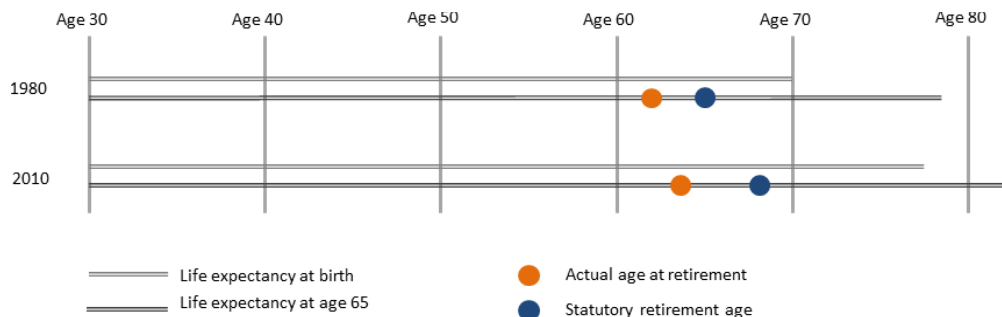 Age 30 Age 40 Age 50 Age 60 Age 70 Age 80
1980
2010
Life expectancy at birth
Actual age at retirement
Life expectancy at age 65
Statutory retirement age